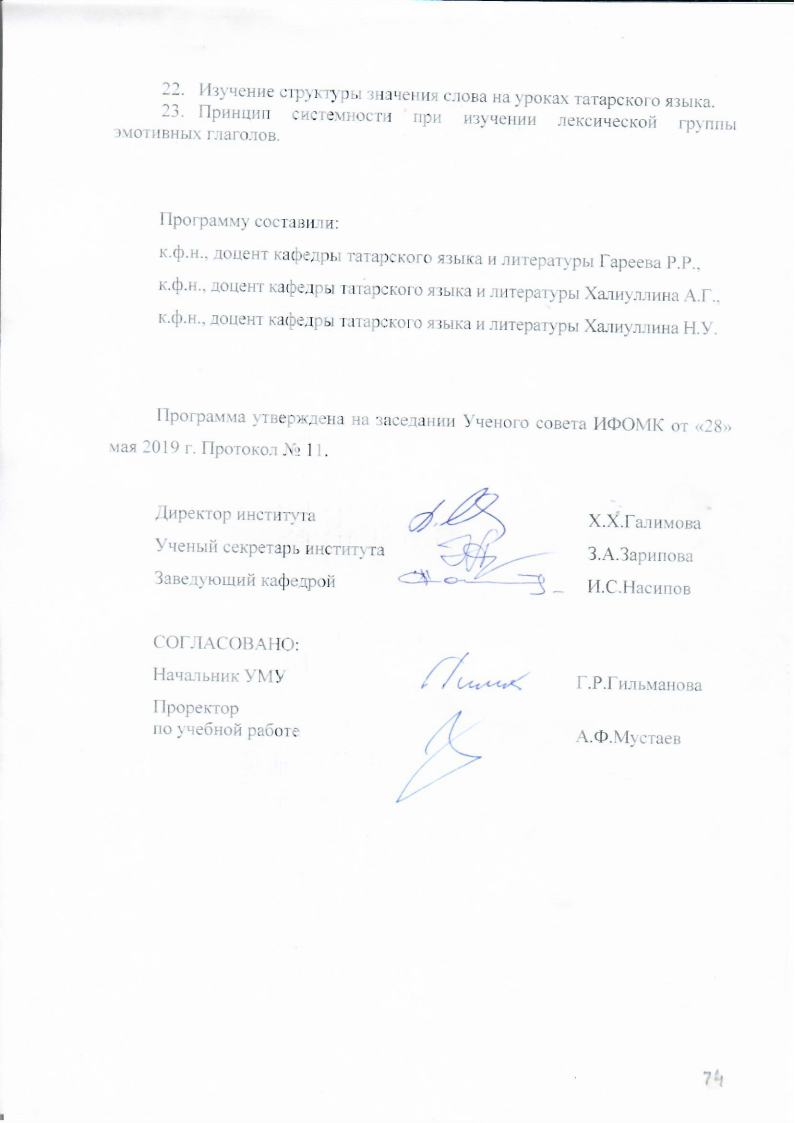 22. Изучение структуры значения слова на уроках татарского языка.
23. Принцип системности при изучении лексической группы
эмотивных глаголов.
Программу составили:
к.ф.н., доцент кафедры татарского языка и литературы Гареева Р.Р.,
к.ф.н., доцент кафедры татарского языка и литературы Халиуллина А.Г.,
к.ф.н., доцент кафедры татарского языка и литературы Халиуллина Н.У.
Программа утверждена на заседании Ученого совета ИФОМК от «28»
мая 2019 г. Протокол № 11.
Директор института Х.Х.Галимова
Ученый секретарь института З.А.Зарипова
Заведующий кафедрой И.С.Насипов
СОГЛАСОВАНО:
Начальник УМУ Г.Р.Гильманова
Проректор
по учебной работе А.Ф.Мустаев
74